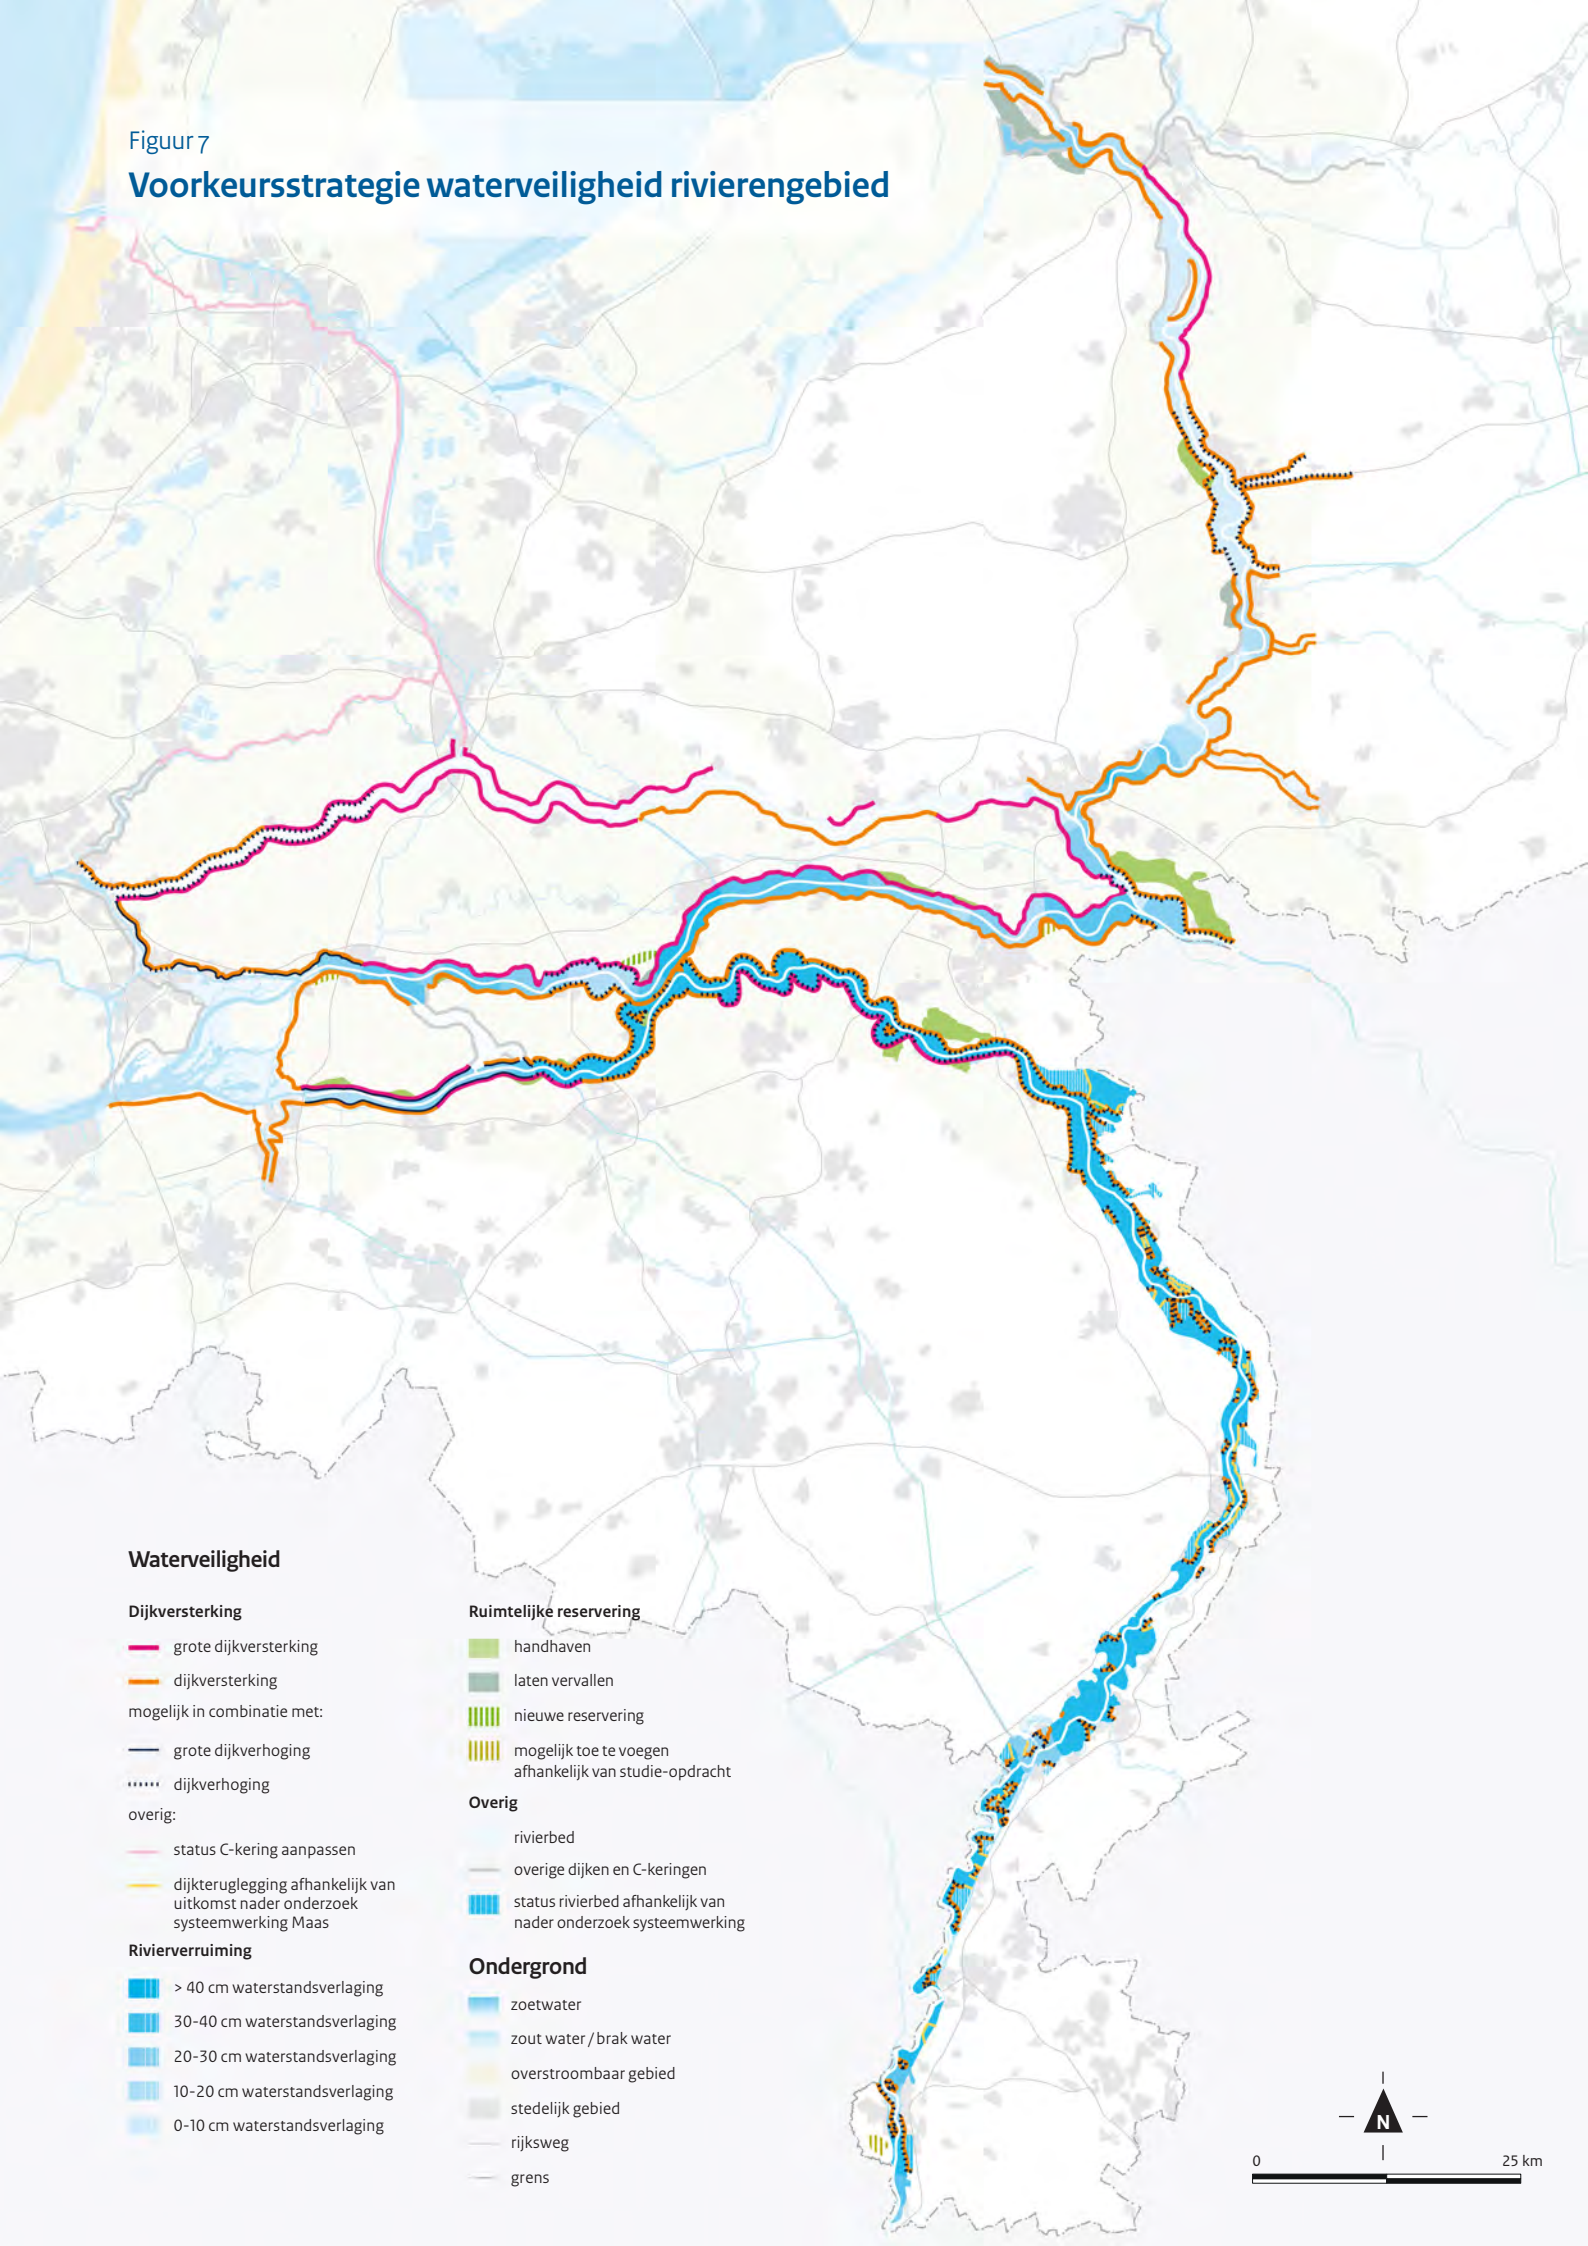 Figuur 7
Voorkeursstrategie waterveiligheid rivierengebied
Waterveiligheid
Dijkversterking
grote dijkversterking
dijkversterking
mogelijk in combinatie met:
grote dijkverhoging
dijkverhoging
overig:
status C-kering aanpassen
dijkteruglegging afhankelijk van
uitkomst nader onderzoek
systeemwerking Maas
Rivierverruiming
> 40 cm waterstandsverlaging
30-40 cm waterstandsverlaging
20-30 cm waterstandsverlaging
10-20 cm waterstandsverlaging
0-10 cm waterstandsverlaging
Ruimtelijke reservering
handhaven
laten vervallen
nieuwe reservering
mogelijk toe te voegen
afhankelijk van studie-opdracht
Overig
rivierbed
overige dijken en C-keringen
status rivierbed afhankelijk van
nader onderzoek systeemwerking
Ondergrond
zoetwater
zout water / brak water
overstroombaar gebied
stedelijk gebied
rijksweg
grens
N
0 25 km